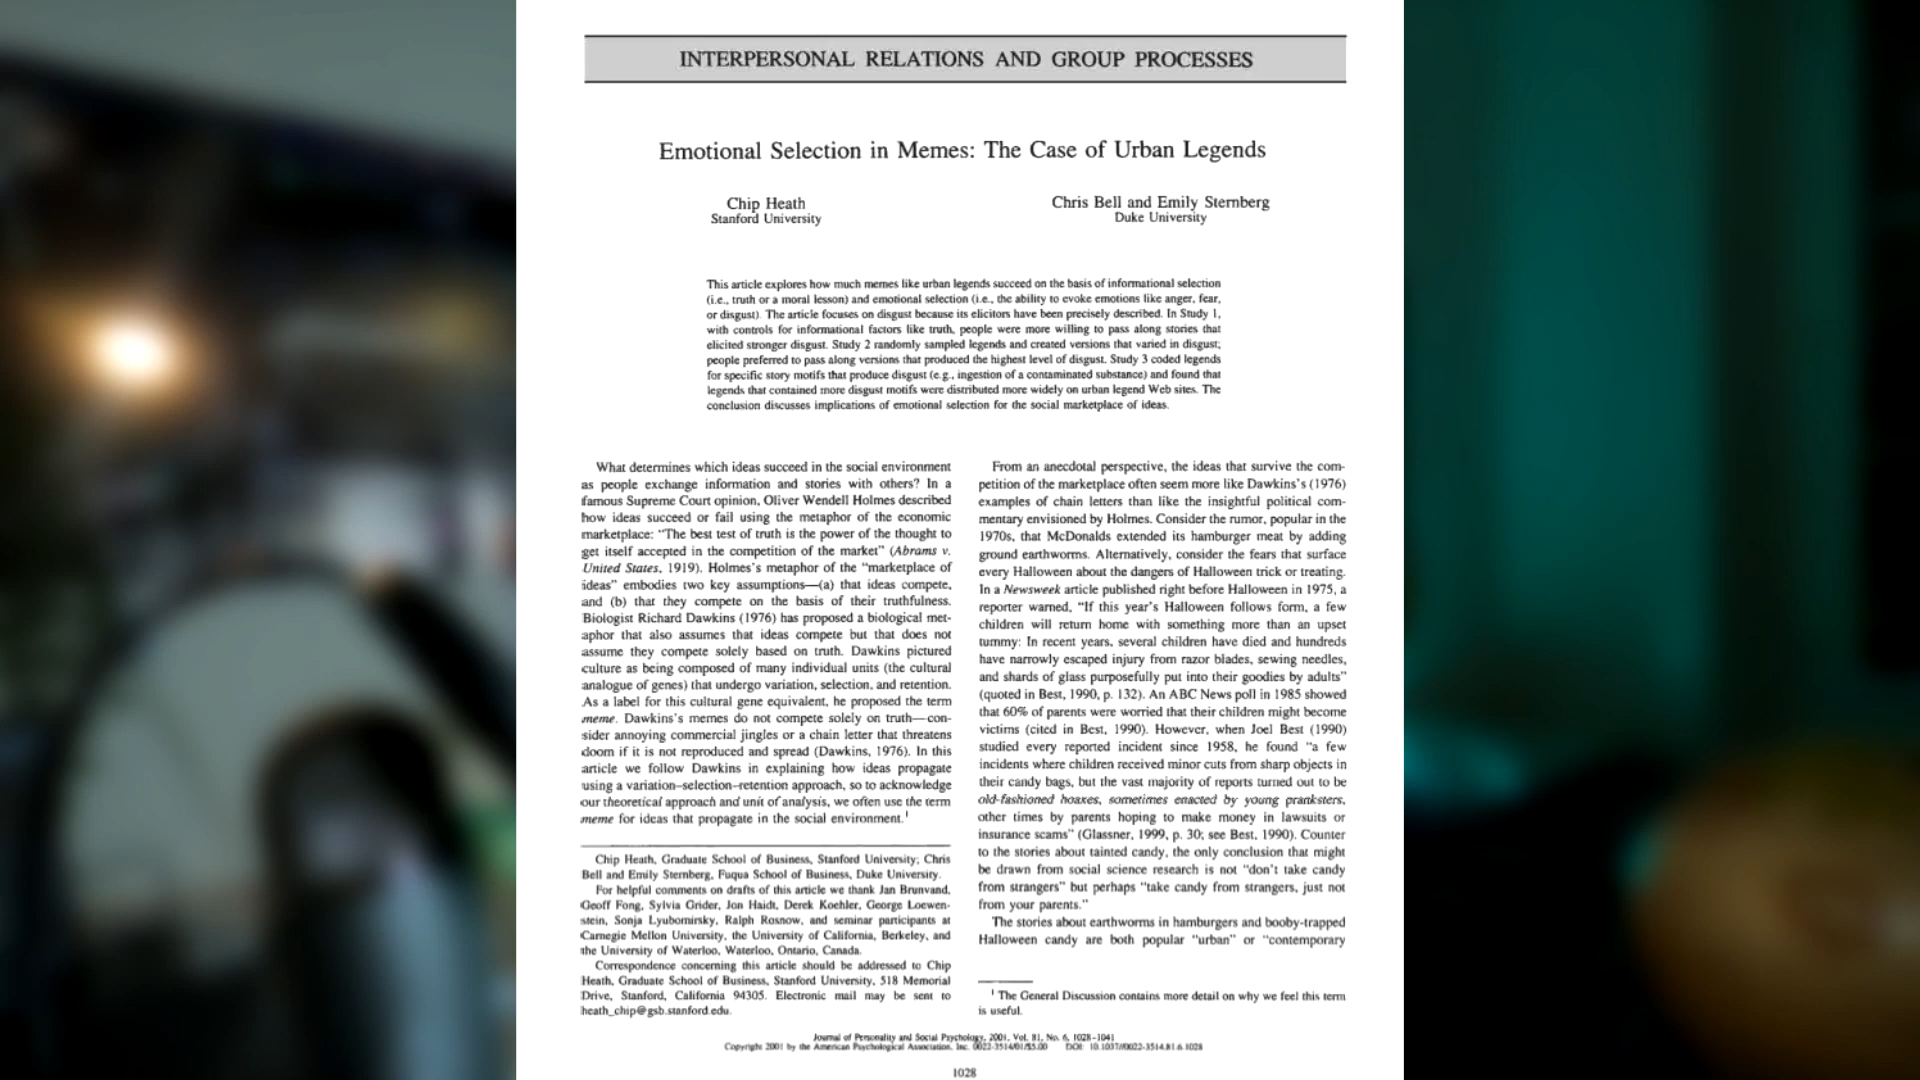 INTERPERSONAL RELATIONS AND GROUP PROCESSES
Emotional Selection in Memes: The Case of Urban Legends
Chip Heath
Stanford University
Chris Bell and Emily Sternberg
Duke University
This article explores how much memes like urban legends succeed on the basis of informational selection
(i.e., truth or a moral lesson) and emotional selection (i.e., the ability to evoke emotions like anger, fear,
or disgust). The article focuses on disgust because its elicitors have been precisely described. In Study 1,
with controls for informational factors like truth, people were more willing to pass along stories that
elicited stronger disgust. Study 2 randomly sampled legends and created versions that varied in disgust;
people preferred to pass along versions that produced the highest level of disgust. Study 3 coded legends
for specific story motifs that produce disgust (e.g., ingestion of a contaminated substance) and found that
legends that contained more disgust motifs were distributed more widely on urban legend Web sites. The
conclusion discusses implications of emotional selection for the social marketplace of ideas.
What determines which ideas succeed in the social environment
as people exchange information and stories with others? In a
famous Supreme Court opinion, Oliver Wendell Holmes described
how ideas succeed or fail using the metaphor of the economic
marketplace: “The best test of truth is the power of the thought to
get itself accepted in the competition of the market” (Abrams v.
United States, 1919). Holmes’s metaphor of the “marketplace of
ideas” embodies two key assumptions—(a) that ideas compete,
and (b) that they compete on the basis of their truthfulness.
Biologist Richard Dawkins (1976) has proposed a biological met-
aphor that also assumes that ideas compete but that does not
assume they compete solely based on truth. Dawkins pictured
culture as being composed of many individual units (the cultural
analogue of genes) that undergo variation, selection, and retention.
As a label for this cultural gene equivalent, he proposed the term
meme. Dawkins’s memes do not compete solely on truth—con-
sider annoying commercial jingles or a chain letter that threatens
doom if it is not reproduced and spread (Dawkins, 1976). In this
article we follow Dawkins in explaining how ideas propagate
using a variation–selection–retention approach, so to acknowledge
our theoretical approach and unit of analysis, we often use the term
meme for ideas that propagate in the social environment.1
Chip Heath, Graduate School of Business, Stanford University; Chris
Bell and Emily Sternberg, Fuqua School of Business, Duke University.
For helpful comments on drafts of this article we thank Jan Brunvand,
Geoff Fong, Sylvia Grider, Jon Haidt, Derek Koehler, George Loewen-
stein, Sonja Lyubomirsky, Ralph Rosnow, and seminar participants at
Carnegie Mellon University, the University of California, Berkeley, and
the University of Waterloo, Waterloo, Ontario, Canada.
Correspondence concerning this article should be addressed to Chip
Heath, Graduate School of Business, Stanford University, 518 Memorial
Drive, Stanford, California 94305. Electronic mail may be sent to
heath_chip@gsb.stanford.edu.
From an anecdotal perspective, the ideas that survive the com-
petition of the marketplace often seem more like Dawkins’s (1976)
examples of chain letters than like the insightful political com-
mentary envisioned by Holmes. Consider the rumor, popular in the
1970s, that McDonalds extended its hamburger meat by adding
ground earthworms. Alternatively, consider the fears that surface
every Halloween about the dangers of Halloween trick or treating.
In a Newsweek article published right before Halloween in 1975, a
reporter warned, “If this year’s Halloween follows form, a few
children will return home with something more than an upset
tummy: In recent years, several children have died and hundreds
have narrowly escaped injury from razor blades, sewing needles,
and shards of glass purposefully put into their goodies by adults”
(quoted in Best, 1990, p. 132). An ABC News poll in 1985 showed
that 60% of parents were worried that their children might become
victims (cited in Best, 1990). However, when Joel Best (1990)
studied every reported incident since 1958, he found “a few
incidents where children received minor cuts from sharp objects in
their candy bags, but the vast majority of reports turned out to be
old-fashioned hoaxes, sometimes enacted by young pranksters,
other times by parents hoping to make money in lawsuits or
insurance scams” (Glassner, 1999, p. 30; see Best, 1990). Counter
to the stories about tainted candy, the only conclusion that might
be drawn from social science research is not “don’t take candy
from strangers” but perhaps “take candy from strangers, just not
from your parents.”
The stories about earthworms in hamburgers and booby-trapped
Halloween candy are both popular “urban” or “contemporary
1 The General Discussion contains more detail on why we feel this term
is useful.
Journal of Personality and Social Psychology, 2001, Vol. 81, No. 6, 1028–1041
Copyright 2001 by the American Psychological Association, Inc. 0022-3514/01/$5.00 DOI: 10.1037//0022-3514.81.6.1028
1028